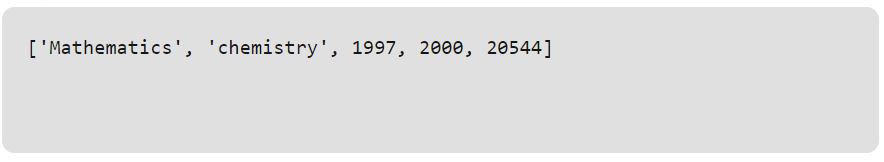 ['Mathematics', 'chemistry', 1997, 2000, 20544]